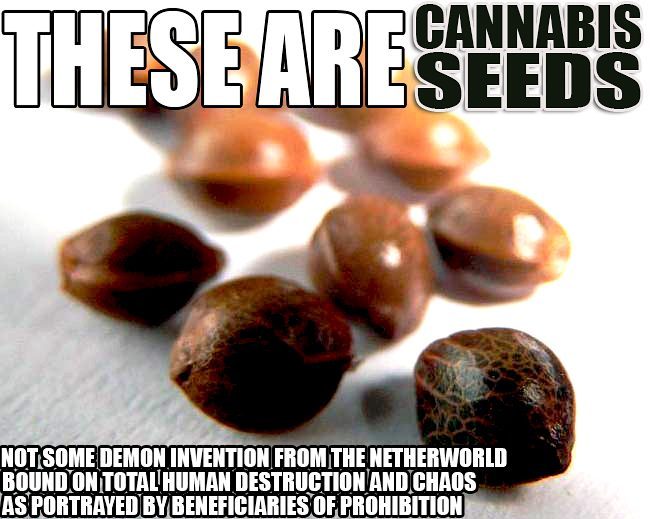 THESE ARE CANNABIS SEEDS
NOT SOME DEMON INVENTION FROM THE NETHERWORLD
BOUND ON TOTAL HUMAN DESTRUCTION AND CHAOS
AS PORTRAYED BY BENEFICIARIES OF PROHIBITION